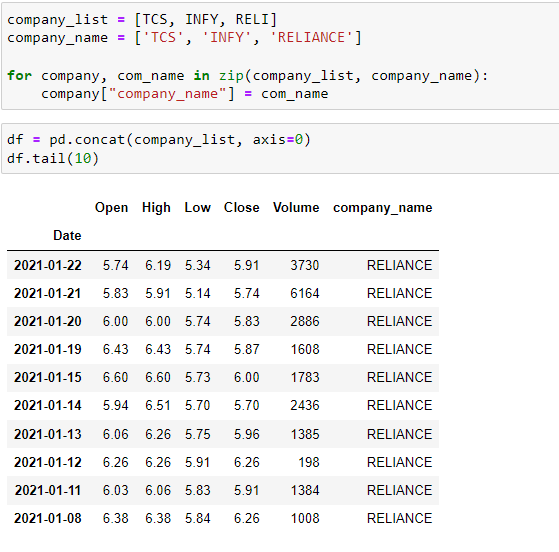 company_list = [TCS, INFY, RELI]
company_name = ['TCS', 'INFY', 'RELIANCE']
for company, com_name in zip(company_list, company_name):
    company["company_name"] = com_name
df = pd.concat(company_list, axis=0)
df.tail(10)
Open High Low Close Volume company_name
Date
2021-01-22 5.74 6.19 5.34 5.91 3730 RELIANCE
2021-01-21 5.83 5.91 5.14 5.74 6164 RELIANCE
2021-01-20 6.00 6.00 5.74 5.83 2886 RELIANCE
2021-01-19 6.43 6.43 5.74 5.87 1608 RELIANCE
2021-01-15 6.60 6.60 5.73 6.00 1783 RELIANCE
2021-01-14 5.94 6.51 5.70 5.70 2436 RELIANCE
2021-01-13 6.06 6.26 5.75 5.96 1385 RELIANCE
2021-01-12 6.26 6.26 5.91 6.26 198 RELIANCE
2021-01-11 6.03 6.06 5.83 5.91 1384 RELIANCE
2021-01-08 6.38 6.38 5.84 6.26 1008 RELIANCE